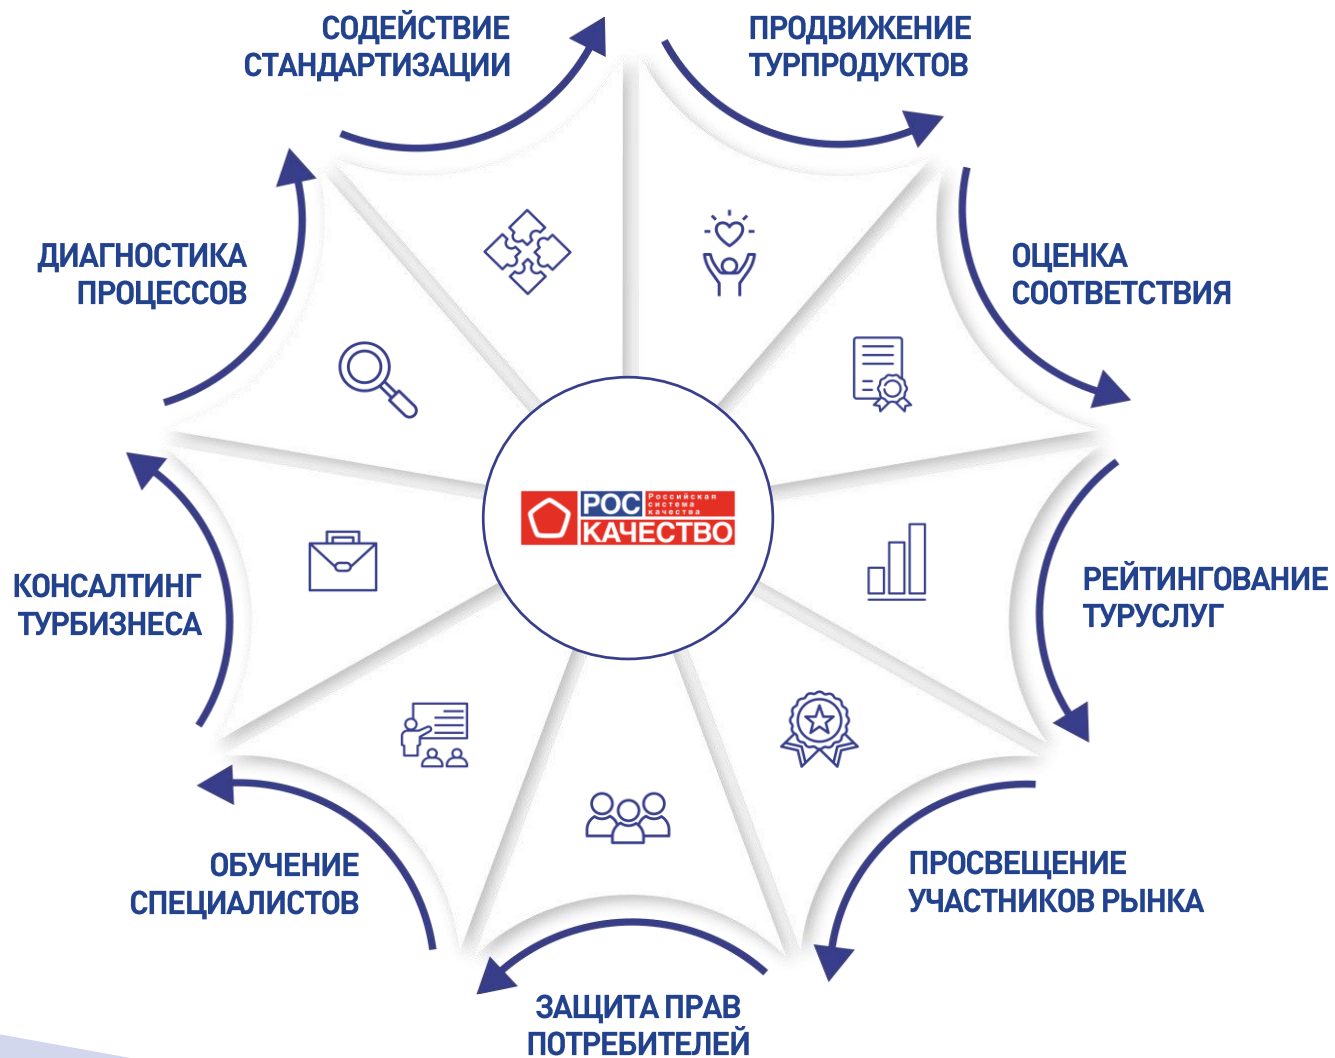 СОДЕЙСТВИЕ
СТАНДАРТИЗАЦИИ
ПРОДВИЖЕНИЕ
ТУРПРОДУКТОВ
ДИАГНОСТИКА
ПРОЦЕССОВ
ОЦЕНКА
СООТВЕТСТВИЯ
РОС
Российская
система
качества
КАЧЕСТВО
КОНСАЛТИНГ
ТУРБИЗНЕСА
РЕЙТИНГОВАНИЕ
ТУРУСЛУГ
ОБУЧЕНИЕ
СПЕЦИАЛИСТОВ
ПРОСВЕЩЕНИЕ
УЧАСТНИКОВ РЫНКА
ЗАЩИТА ПРАВ
ПОТРЕБИТЕЛЕЙ